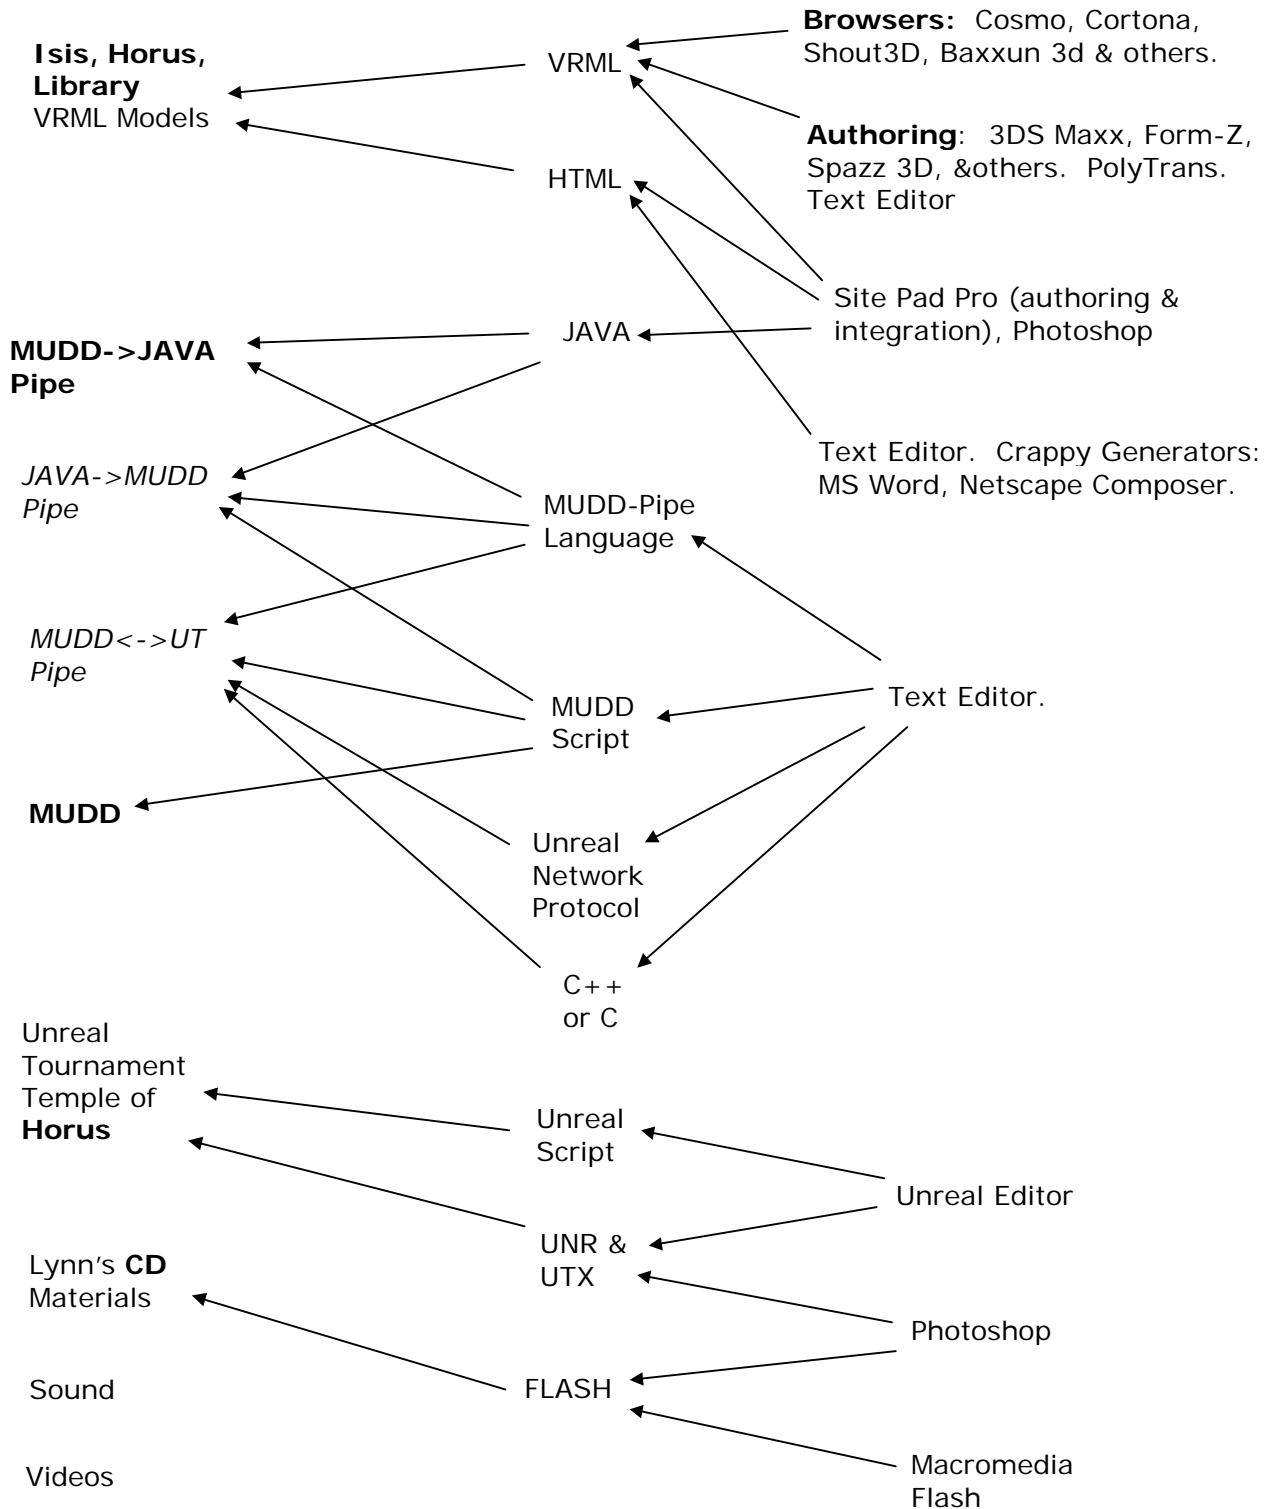 Isis, Horus,
Library
VRML Models
MUDD->JAVA
Pipe
JAVA->MUDD
Pipe
MUDD<->UT
Pipe
MUDD
Unreal
Tournament
Temple of
Horus
Lynn's CD
Materials
Sound
Videos
VRML
HTML
JAVA
MUDD-Pipe
Language
MUDD
Script
Unreal
Network
Protocol
C++
or C
Unreal
Script
UNR &
UTX
FLASH
Browsers: Cosmo, Cortona,
Shout3D, Baxxun 3d & others.
Authoring: 3DS Maxx, Form-Z,
Spazz 3D, &others. PolyTrans.
Text Editor
Site Pad Pro (authoring &
integration), Photoshop
Text Editor. Crappy Generators:
MS Word, Netscape Composer.
Text Editor.
Unreal Editor
Photoshop
Macromedia
Flash